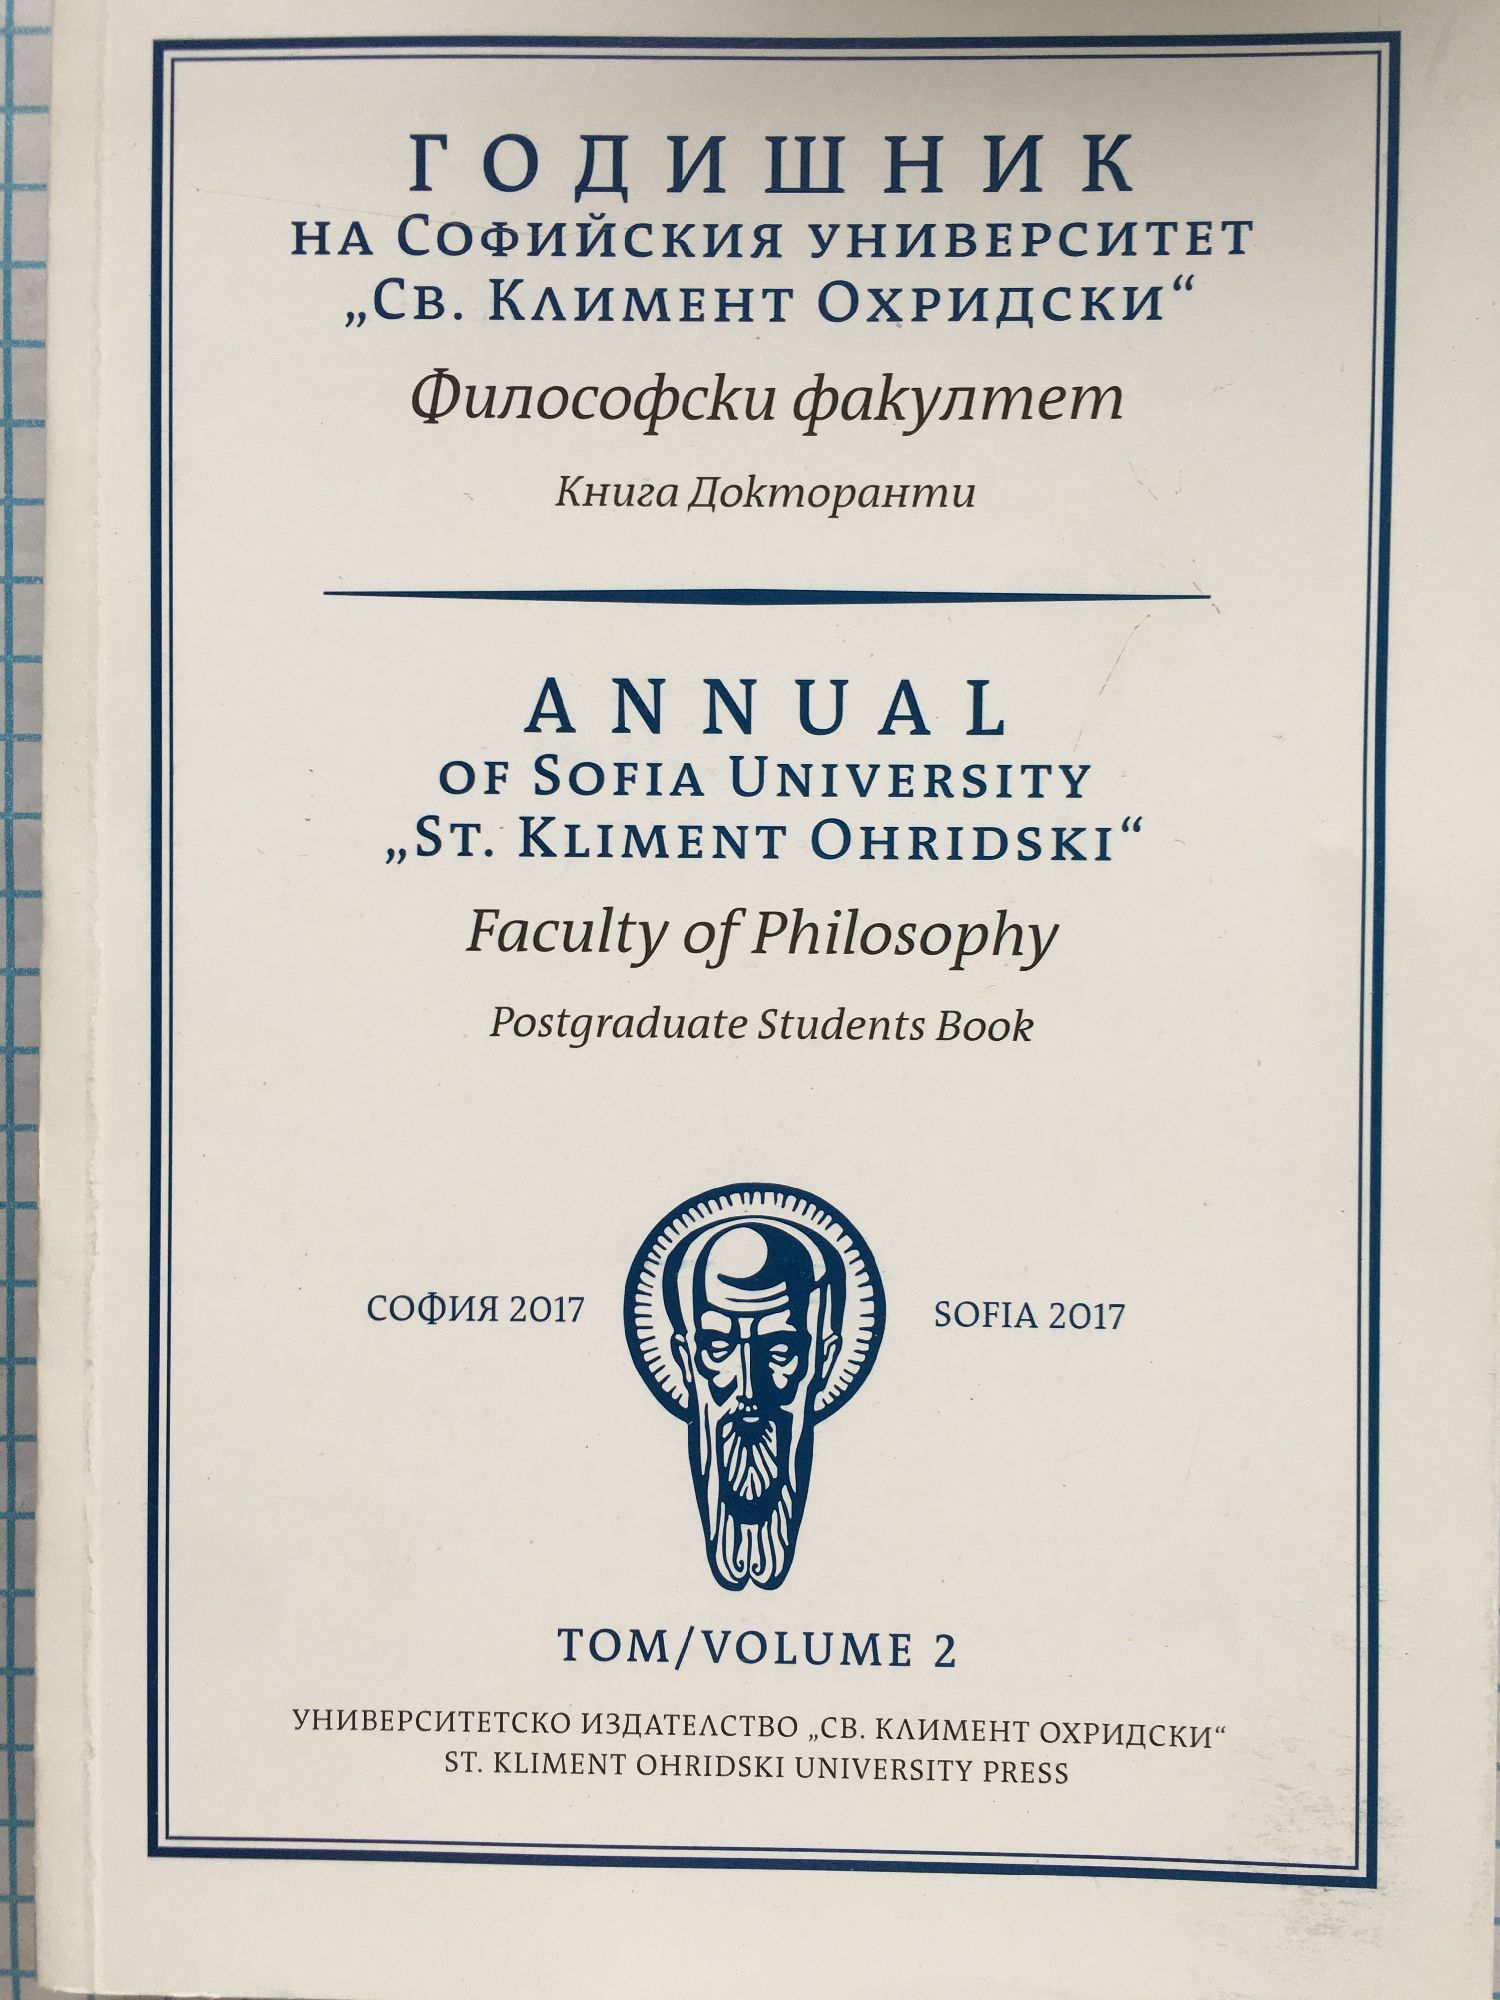 ГОДИШНИК
НА СОФИЙСКИЯ УНИВЕРСИТЕТ
„СВ. КЛИМЕНТ ОХРИДСКИ“
Философски факултет
Книга Докторанти
ANNUAL
OF SOFIA UNIVERSITY
„ST. KLIMENT OHRIDSKI“
Faculty of Philosophy
Postgraduate Students Book
СОФИЯ 2017
SOFIA 2017
ТОМ/VOLUME 2
УНИВЕРСИТЕТСКО ИЗДАТЕЛСТВО „СВ. КЛИМЕНТ ОХРИДСКИ“
ST. KLIMENT OHRIDSKI UNIVERSITY PRESS